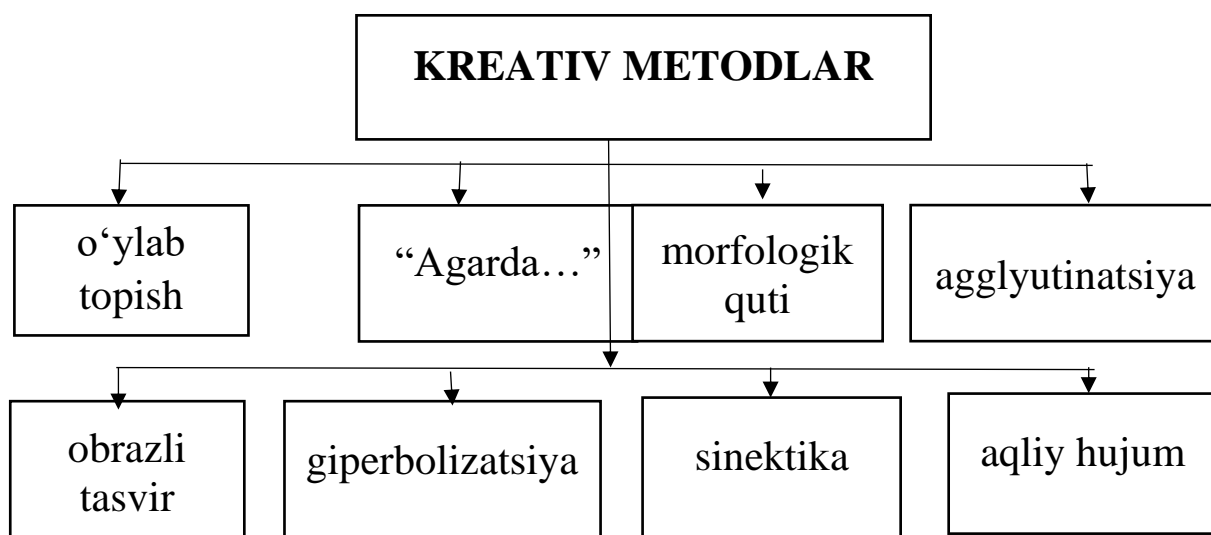 KREATIV METODLAR
o‘ylab
topish
“Agarda…”
morfologik
quti
agglyutinatsiya
obrazli
tasvir
giperbolizatsiya
sinektika
aqliy hujum